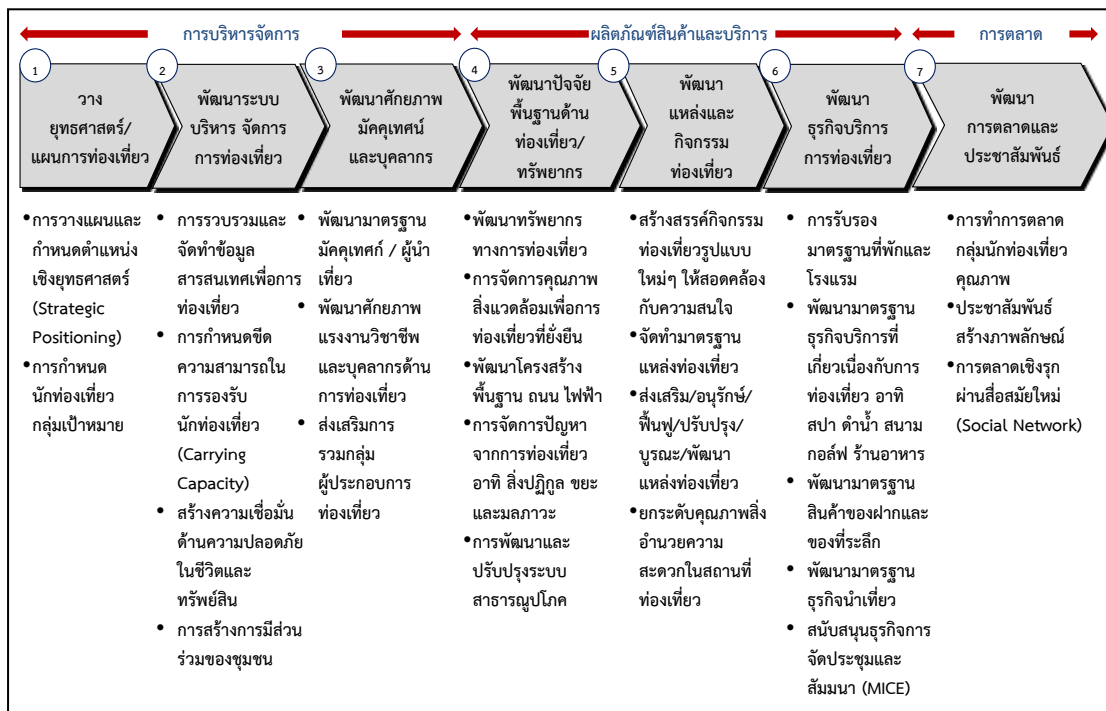 การบริหารจัดการ
ผลิตภัณฑ์สินค้าและบริการ
การตลาด
1
วาง
ยุทธศาสตร์/
แผนการท่องเที่ยว
2
พัฒนาระบบ
บริหาร จัดการ
การท่องเที่ยว
3
พัฒนาศักยภาพ
มัคคุเทศน์
และบุคลากร
4
พัฒนาปัจจัย
พื้นฐานด้าน
ท่องเที่ยว/
ทรัพยากร
5
พัฒนา
แหล่งและ
กิจกรรม
ท่องเที่ยว
6
พัฒนา
ธุรกิจบริการ
การท่องเที่ยว
7
พัฒนา
การตลาดและ
ประชาสัมพันธ์
•การวางแผนและ
กำหนดตำแหน่ง
เชิงยุทธศาสตร์
(Strategic
Positioning)
•การกำหนด
นักท่องเที่ยว
กลุ่มเป้าหมาย
• การรวบรวมและ
จัดทำข้อมูล
สารสนเทศเพื่อการ
ท่องเที่ยว
• การกำหนดขีด
ความสามารถใน
การรองรับ
นักท่องเที่ยว
(Carrying
Capacity)
• สร้างความเชื่อมั่น
ด้านความปลอดภัย
ในชีวิตและ
ทรัพย์สิน
• การสร้างการมีส่วน
ร่วมของชุมชน
• พัฒนามาตรฐาน
มัคคุเทศก์ / ผู้นำ
เที่ยว
• พัฒนาศักยภาพ
แรงงานวิชาชีพ
และบุคลากรด้าน
การท่องเที่ยว
• ส่งเสริมการ
รวมกลุ่ม
ผู้ประกอบการ
ท่องเที่ยว
•พัฒนาทรัพยากร
ทางการท่องเที่ยว
•การจัดการคุณภาพ
สิ่งแวดล้อมเพื่อการ
ท่องเที่ยวที่ยั่งยืน
•พัฒนาโครงสร้าง
พื้นฐาน ถนน ไฟฟ้า
•การจัดการปัญหา
จากการท่องเที่ยว
อาทิ สิ่งปฏิกูล ขยะ
และมลภาวะ
•การพัฒนาและ
ปรับปรุงระบบ
สาธารณูปโภค
•สร้างสรรค์กิจกรรม
ท่องเที่ยวรูปแบบ
ใหม่ๆ ให้สอดคล้อง
กับความสนใจ
•จัดทำมาตรฐาน
แหล่งท่องเที่ยว
•ส่งเสริม/อนุรักษ์/
ฟื้นฟู/ปรับปรุง/
บูรณะ/พัฒนา
แหล่งท่องเที่ยว
•ยกระดับคุณภาพสิ่ง
อำนวยความ
สะดวกในสถานที่
ท่องเที่ยว
• การรับรอง
มาตรฐานที่พักและ
โรงแรม
• พัฒนามาตรฐาน
ธุรกิจบริการที่
เกี่ยวเนื่องกับการ
ท่องเที่ยว อาทิ
สปา ดำน้ำ สนาม
กอล์ฟ ร้านอาหาร
• พัฒนามาตรฐาน
สินค้าของฝากและ
ของที่ระลึก
• พัฒนามาตรฐาน
ธุรกิจนำเที่ยว
• สนับสนุนธุรกิจการ
จัดประชุมและ
สัมมนา (MICE)
•การทำการตลาด
กลุ่มนักท่องเที่ยว
คุณภาพ
•ประชาสัมพันธ์
สร้างภาพลักษณ์
•การตลาดเชิงรุก
ผ่านสื่อสมัยใหม่
(Social Network)